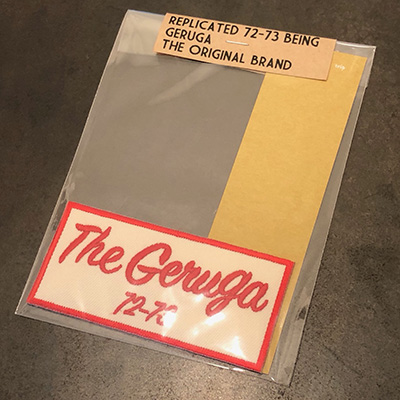 REPLICATED 72-73 BEING
GERUGA
THE ORIGINAL BRAND
The Geruga
72-73